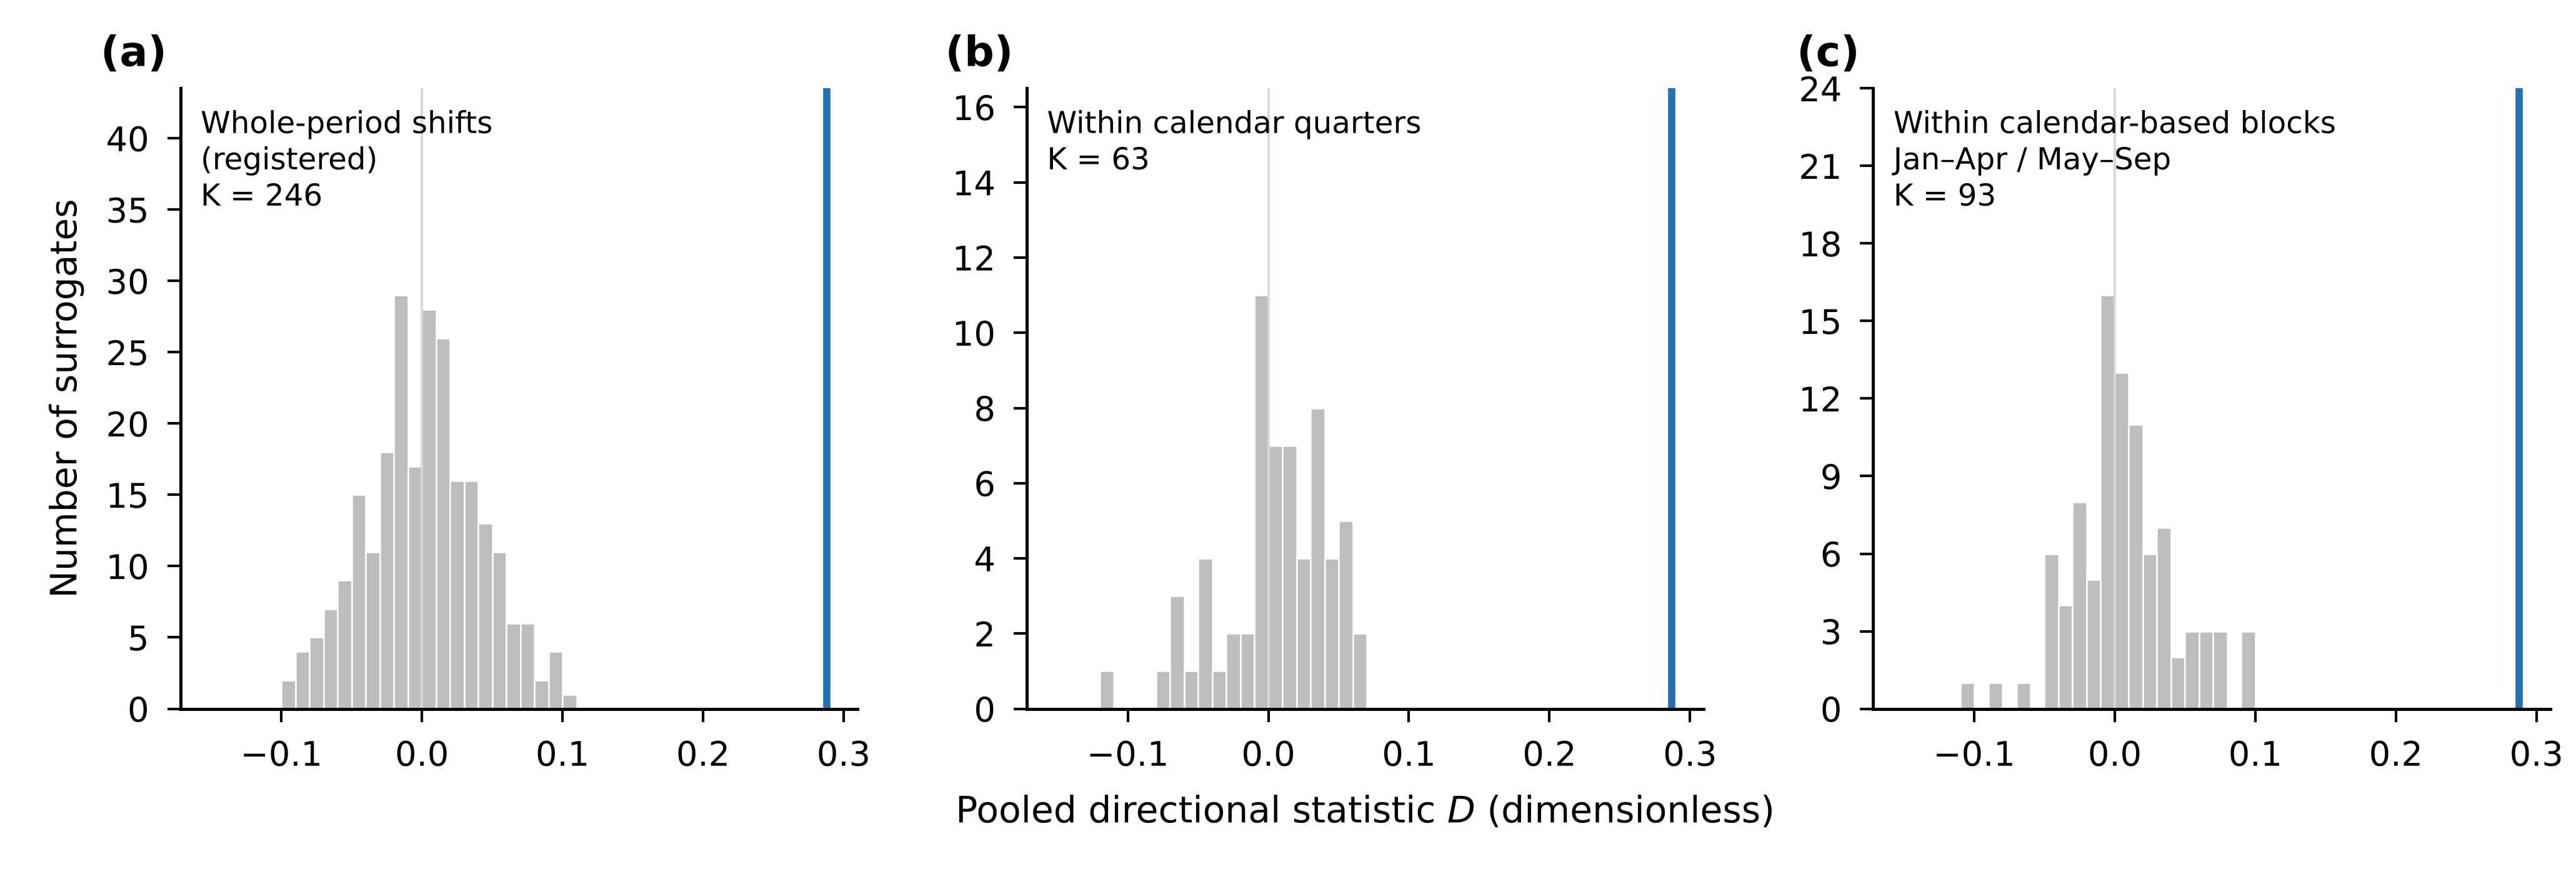 (a)
Whole-period shifts
(registered)
K = 246
Number of surrogates
40
35
30
25
20
15
10
5
0
−0.1 0.0 0.1 0.2 0.3
(b)
Within calendar quarters
K = 63
16
14
12
10
8
6
4
2
0
−0.1 0.0 0.1 0.2 0.3
(c)
Within calendar-based blocks
Jan–Apr / May–Sep
K = 93
24
21
18
15
12
9
6
3
0
−0.1 0.0 0.1 0.2 0.3
Pooled directional statistic D (dimensionless)